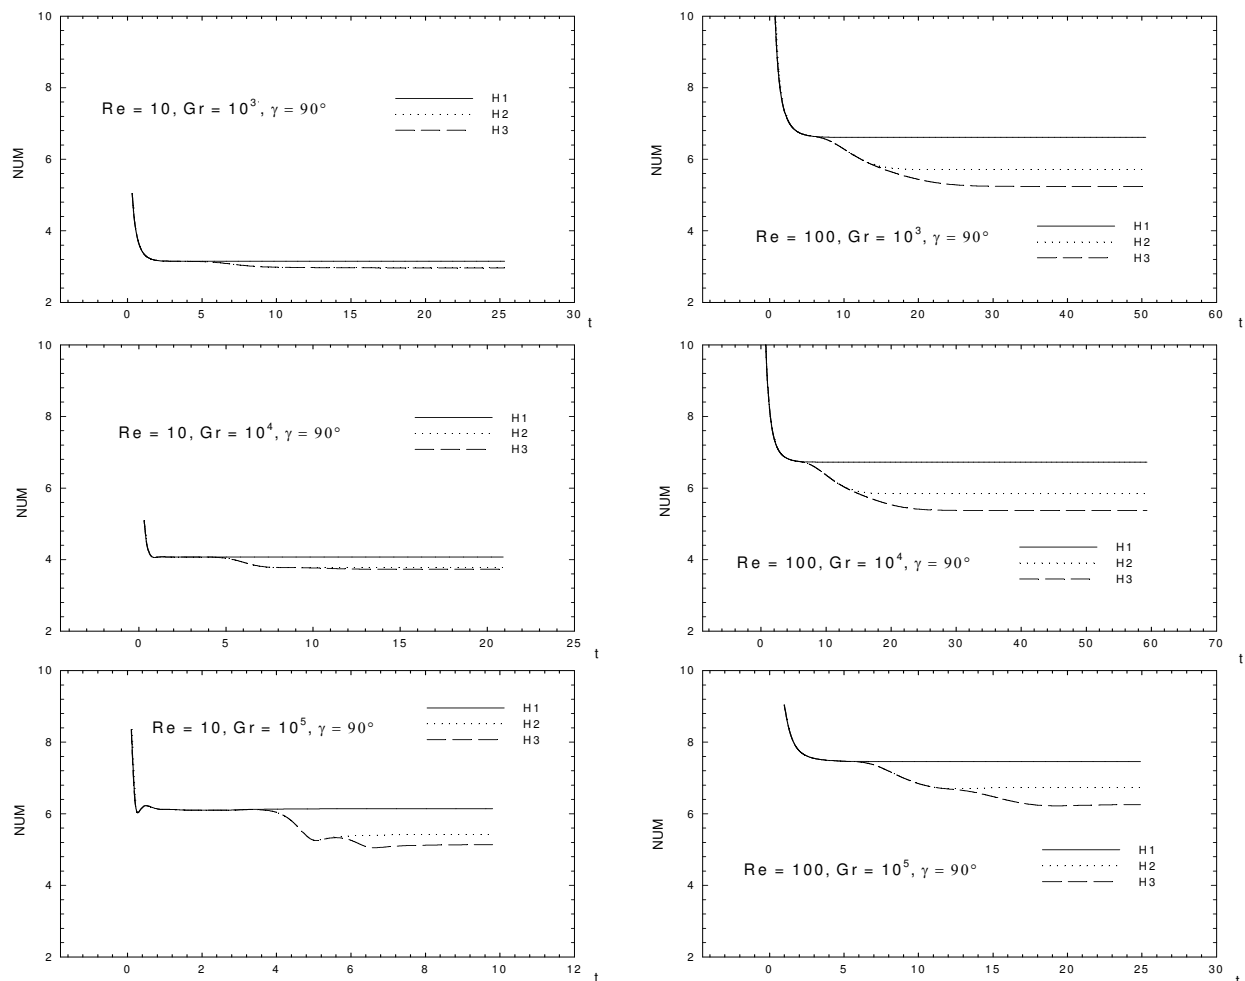 10
8
6
4
2
NUM
Re = 10, Gr = 10³, γ = 90°
H1
H2
H3
0 5 10 15 20 25 30
t
10
8
6
4
2
NUM
Re = 100, Gr = 10³, γ = 90°
H1
H2
H3
0 10 20 30 40 50 60
t
10
8
6
4
2
NUM
Re = 10, Gr = 10⁴, γ = 90°
H1
H2
H3
0 5 10 15 20 25
t
10
8
6
4
2
NUM
Re = 100, Gr = 10⁴, γ = 90°
H1
H2
H3
0 10 20 30 40 50 60 70
t
10
8
6
4
2
NUM
Re = 10, Gr = 10⁵, γ = 90°
H1
H2
H3
0 2 4 6 8 10 12
t
10
8
6
4
2
NUM
Re = 100, Gr = 10⁵, γ = 90°
H1
H2
H3
0 5 10 15 20 25 30
t